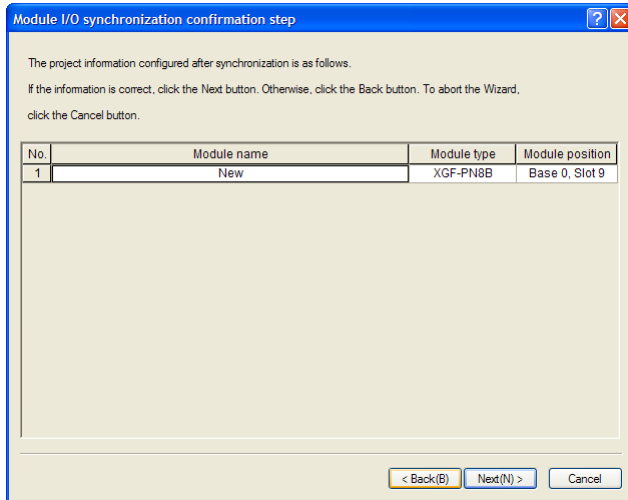 Module I/O synchronization confirmation step
The project information configured after synchronization is as follows.
If the information is correct, click the Next button. Otherwise, click the Back button. To abort the Wizard,
click the Cancel button.
No. Module name Module type Module position
1 New XGF-PN8B Base 0, Slot 9
< Back(B) Next(N) > Cancel